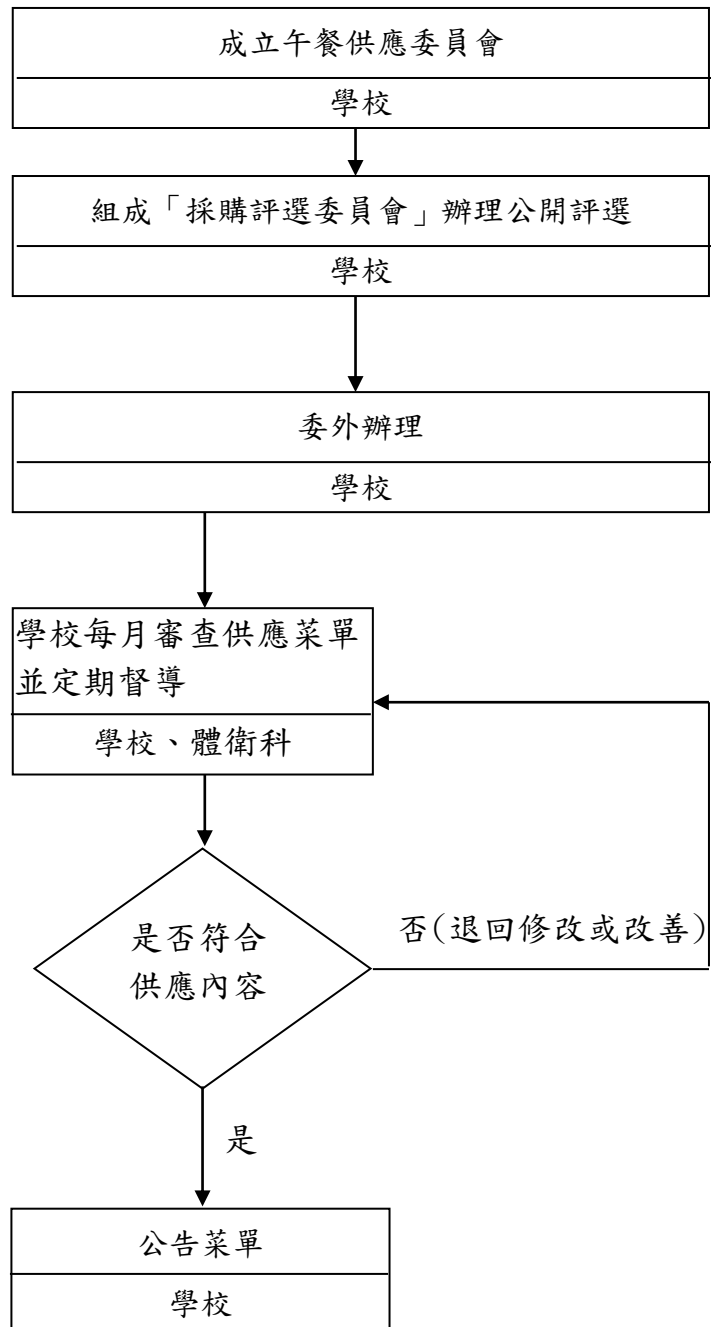 成立午餐供應委員會
學校
組成「採購評選委員會」辦理公開評選
學校
委外辦理
學校
學校每月審查供應菜單
並定期督導
學校、體衛科
是否符合
供應內容
否(退回修改或改善)
是
公告菜單
學校